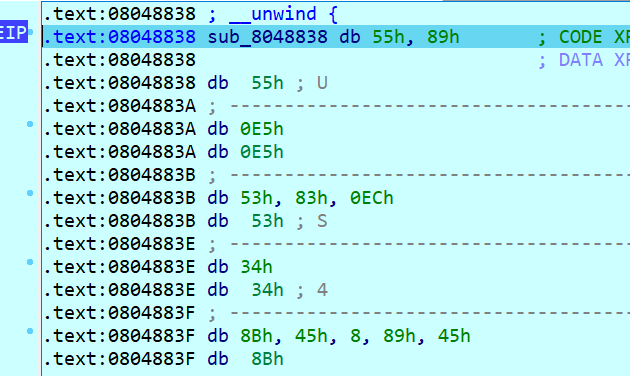 .text:08048838 ; __unwind {
EIP .text:08048838 sub_8048838 db 55h, 89h ; CODE XF
.text:08048838 ; DATA XF
.text:08048838 db 55h ; U
.text:0804883A ; ----------------------------------
.text:0804883A db 0E5h
.text:0804883A db 0E5h
.text:0804883B ; ----------------------------------
.text:0804883B db 53h, 83h, 0ECh
.text:0804883B db 53h ; S
.text:0804883E ; ----------------------------------
.text:0804883E db 34h
.text:0804883E db 34h ; 4
.text:0804883F ; ----------------------------------
.text:0804883F db 8Bh, 45h, 8, 89h, 45h
.text:0804883F db 8Bh